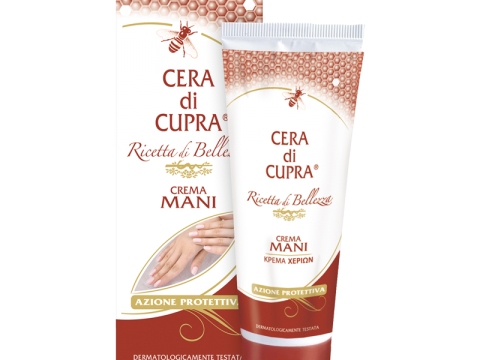 CERA
di
CUPRA®
Ricetta di Bellez
CREMA
MANI
AZIONE PROTETTIVA
DERMATOLOGICAMENTE TESTATA
CERA
di
CUPRA®
Ricetta di Bellezza
CREMA
MANI
ΚΡΕΜΑ ΧΕΡΙΩΝ
AZIONE PROTETTIVA
DERMATOLOGICAMENTE TESTATA